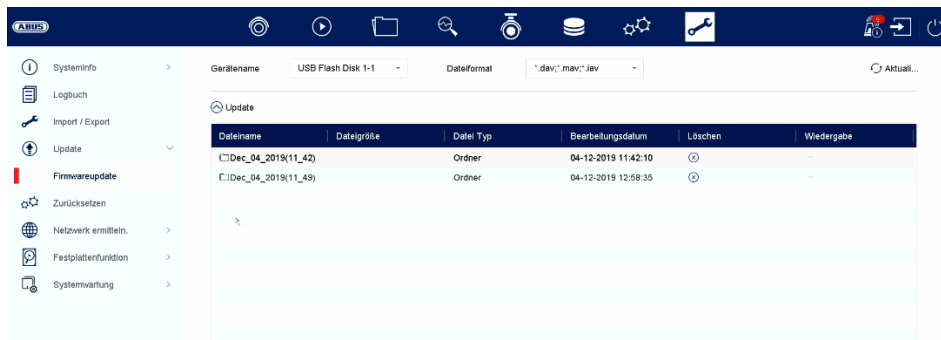 ABUS
9
Systeminfo
Gerätename USB Flash Disk 1-1 Dateiformat *.dav;*.mav;*.iav Aktuali...
Logbuch
Update
Import / Export
Dateiname Dateigröße Datei Typ Bearbeitungsdatum Löschen Wiedergabe
Update
Dec_04_2019(11_42) Ordner 04-12-2019 11:42:10
Firmwareupdate
Dec_04_2019(11_49) Ordner 04-12-2019 12:58:35
Zurücksetzen
Netzwerk ermitteln.
Festplattenfunktion
Systemwartung